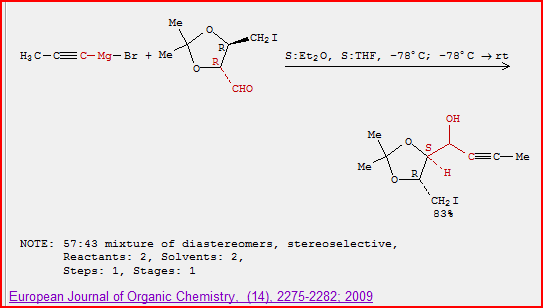 H3C—C≡C—Mg—Br + Me Me O O R R CH2I CHO S:Et2O, S:THF, -78°C; -78°C → rt
OH
Me Me O O S R H C≡C—Me
CH2I
83%
NOTE: 57:43 mixture of diastereomers, stereoselective,
Reactants: 2, Solvents: 2,
Steps: 1, Stages: 1
European Journal of Organic Chemistry, (14), 2275-2282; 2009